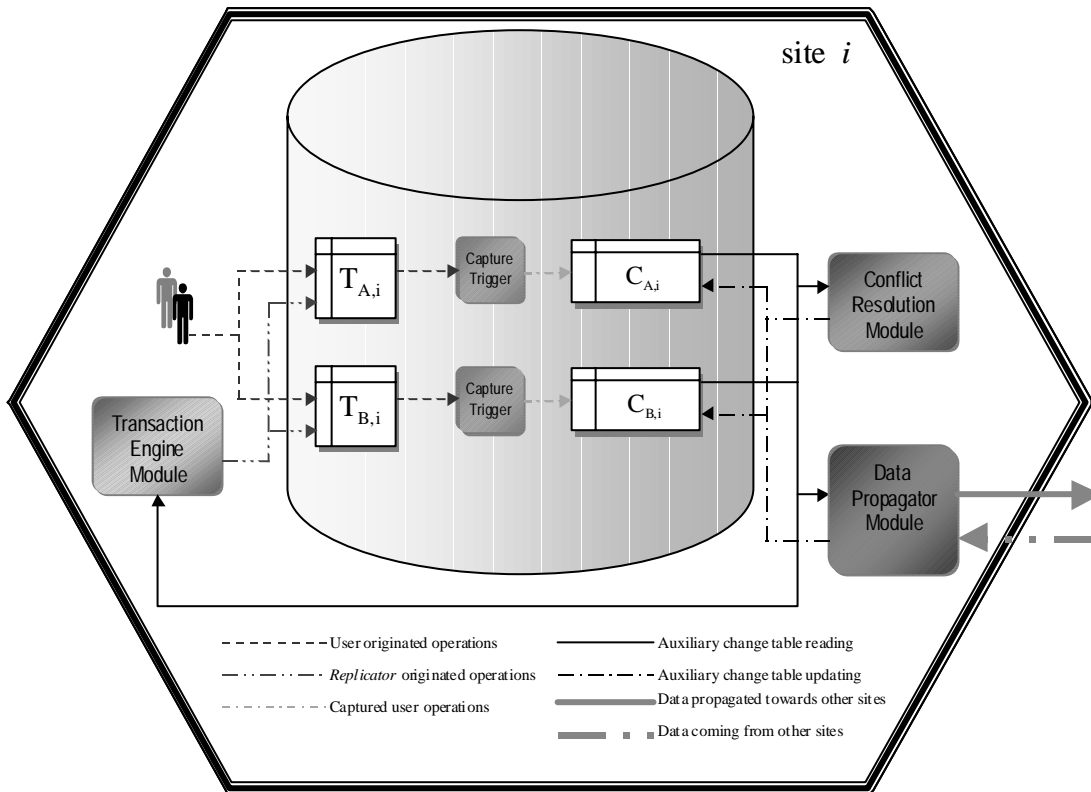 site i
T_A,i
Capture
Trigger
C_A,i
Conflict
Resolution
Module
T_B,i
Capture
Trigger
C_B,i
Transaction
Engine
Module
Data
Propagator
Module
User originated operations
Replicator originated operations
Captured user operations
Auxiliary change table reading
Auxiliary change table updating
Data propagated towards other sites
Data coming from other sites